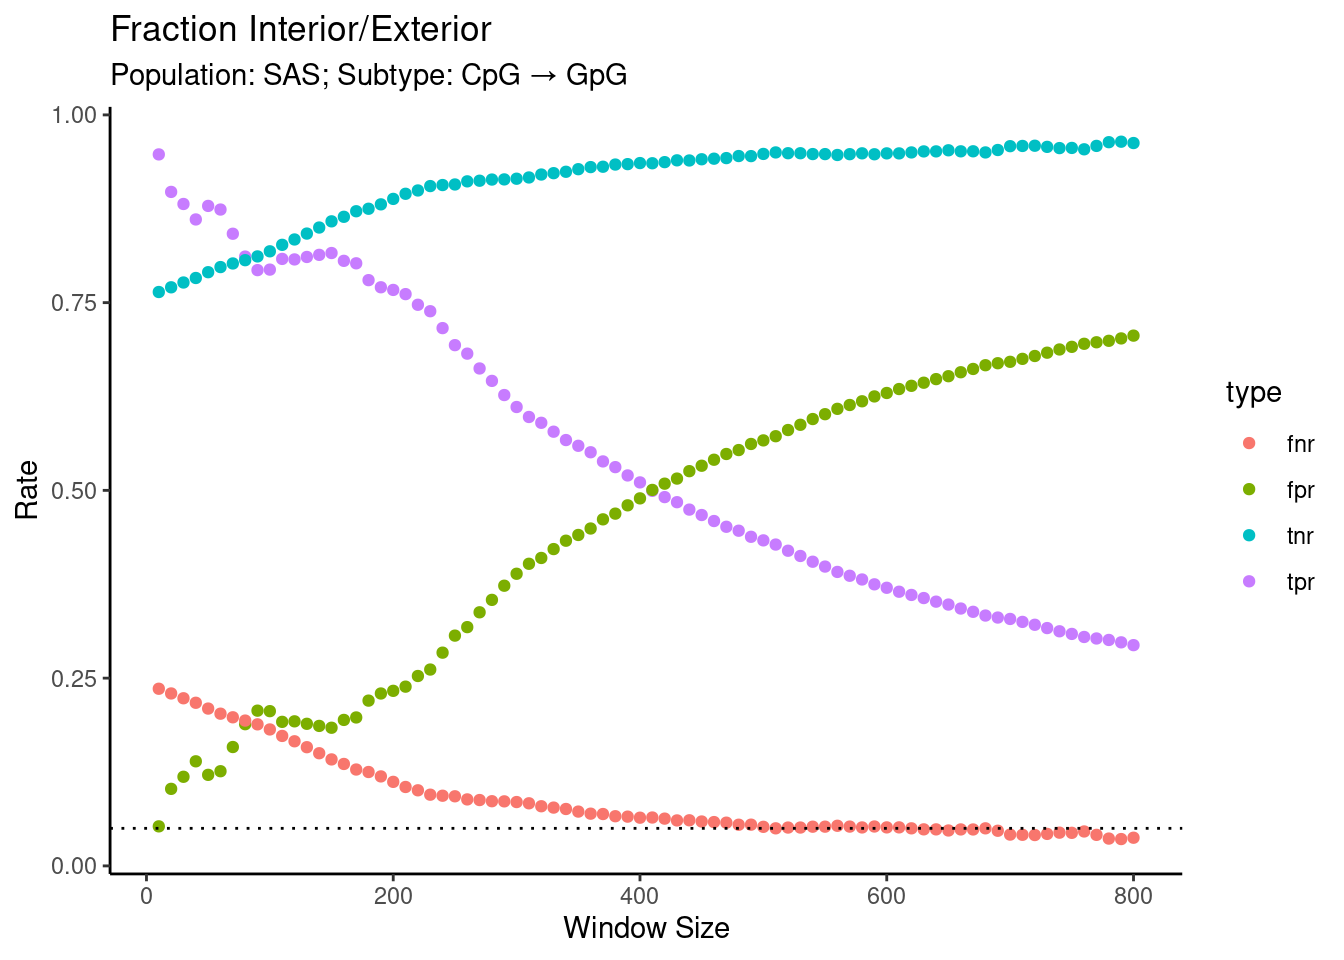 Fraction Interior/Exterior
Population: SAS; Subtype: CpG → GpG
1.00
0.75
0.50
0.25
0.00
Rate
0
200
400
600
800
Window Size
type
fnr
fpr
tnr
tpr